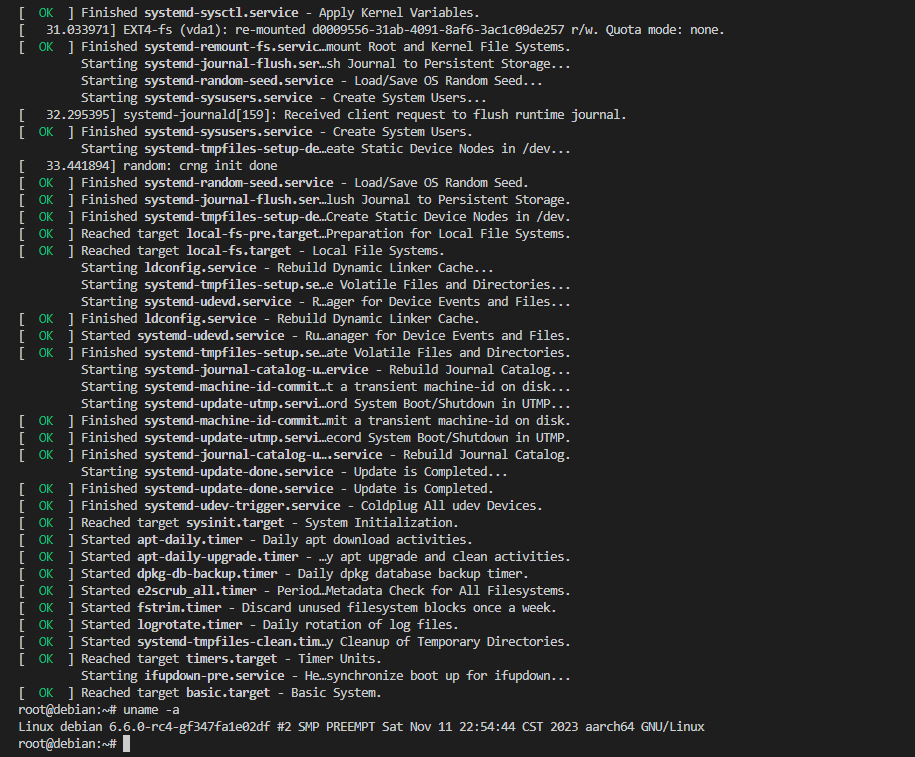 [  OK  ] Finished systemd-sysctl.service - Apply Kernel Variables.
[   31.033971] EXT4-fs (vda1): re-mounted d0009556-31ab-4091-8af6-3ac1c09de257 r/w. Quota mode: none.
[  OK  ] Finished systemd-remount-fs.servic…mount Root and Kernel File Systems.
         Starting systemd-journal-flush.ser…sh Journal to Persistent Storage...
         Starting systemd-random-seed.service - Load/Save OS Random Seed...
         Starting systemd-sysusers.service - Create System Users...
[   32.295395] systemd-journald[159]: Received client request to flush runtime journal.
[  OK  ] Finished systemd-sysusers.service - Create System Users.
         Starting systemd-tmpfiles-setup-de…eate Static Device Nodes in /dev...
[   33.441894] random: crng init done
[  OK  ] Finished systemd-random-seed.service - Load/Save OS Random Seed.
[  OK  ] Finished systemd-journal-flush.ser…lush Journal to Persistent Storage.
[  OK  ] Finished systemd-tmpfiles-setup-de…Create Static Device Nodes in /dev.
[  OK  ] Reached target local-fs-pre.target…Preparation for Local File Systems.
[  OK  ] Reached target local-fs.target - Local File Systems.
         Starting ldconfig.service - Rebuild Dynamic Linker Cache...
         Starting systemd-tmpfiles-setup.se…e Volatile Files and Directories...
         Starting systemd-udevd.service - R…ager for Device Events and Files...
[  OK  ] Finished ldconfig.service - Rebuild Dynamic Linker Cache.
[  OK  ] Started systemd-udevd.service - Ru…anager for Device Events and Files.
[  OK  ] Finished systemd-tmpfiles-setup.se…ate Volatile Files and Directories.
         Starting systemd-journal-catalog-u…ervice - Rebuild Journal Catalog...
         Starting systemd-machine-id-commit…t a transient machine-id on disk...
         Starting systemd-update-utmp.servi…ord System Boot/Shutdown in UTMP...
[  OK  ] Finished systemd-machine-id-commit…mit a transient machine-id on disk.
[  OK  ] Finished systemd-update-utmp.servi…ecord System Boot/Shutdown in UTMP.
[  OK  ] Finished systemd-journal-catalog-u….service - Rebuild Journal Catalog.
         Starting systemd-update-done.service - Update is Completed...
[  OK  ] Finished systemd-update-done.service - Update is Completed.
[  OK  ] Finished systemd-udev-trigger.service - Coldplug All udev Devices.
[  OK  ] Reached target sysinit.target - System Initialization.
[  OK  ] Started apt-daily.timer - Daily apt download activities.
[  OK  ] Started apt-daily-upgrade.timer - …y apt upgrade and clean activities.
[  OK  ] Started dpkg-db-backup.timer - Daily dpkg database backup timer.
[  OK  ] Started e2scrub_all.timer - Period…Metadata Check for All Filesystems.
[  OK  ] Started fstrim.timer - Discard unused filesystem blocks once a week.
[  OK  ] Started logrotate.timer - Daily rotation of log files.
[  OK  ] Started systemd-tmpfiles-clean.tim…y Cleanup of Temporary Directories.
[  OK  ] Reached target timers.target - Timer Units.
         Starting ifupdown-pre.service - He…synchronize boot up for ifupdown...
[  OK  ] Reached target basic.target - Basic System.
root@debian:~# uname -a
Linux debian 6.6.0-rc4-gf347fa1e02df #2 SMP PREEMPT Sat Nov 11 22:54:44 CST 2023 aarch64 GNU/Linux
root@debian:~#